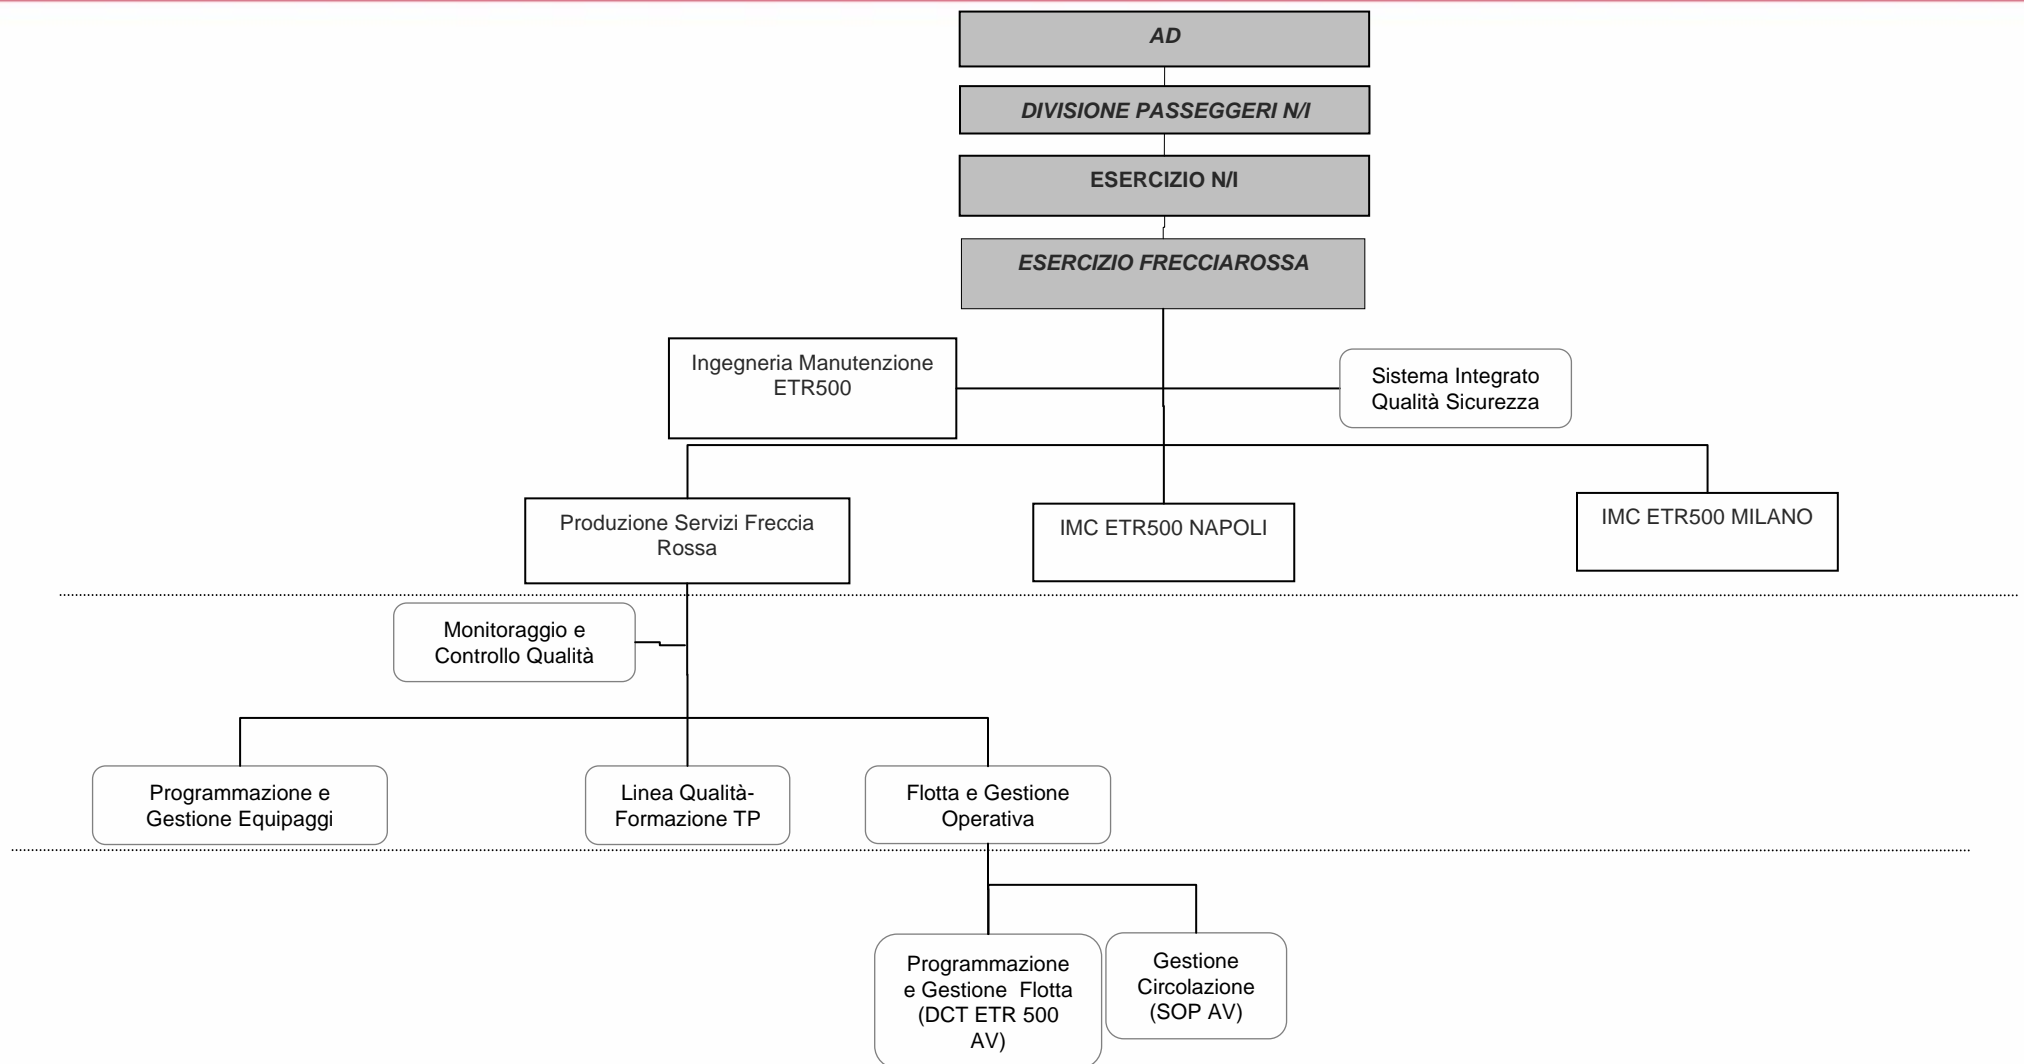 AD
DIVISIONE PASSEGGERI N/I
ESERCIZIO N/I
ESERCIZIO FRECCIAROSSA
Ingegneria Manutenzione
ETR500
Sistema Integrato
Qualità Sicurezza
Produzione Servizi Freccia
Rossa
IMC ETR500 NAPOLI
IMC ETR500 MILANO
Monitoraggio e
Controllo Qualità
Programmazione e
Gestione Equipaggi
Linea Qualità-
Formazione TP
Flotta e Gestione
Operativa
Programmazione
e Gestione  Flotta
(DCT ETR 500
AV)
Gestione
Circolazione
(SOP AV)